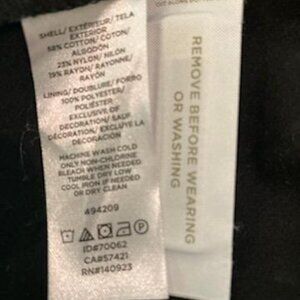 SHELL/ EXTÉRIEUR/ TELA
EXTERIOR
58% COTTON/ COTON/
ALGODÓN
23% NYLON/ NILÓN
19% RAYON/ RAYONNE/
RAYÓN
LINING/ DOUBLURE/ FORRO
100% POLYESTER/
POLIÉSTER
EXCLUSIVE OF
DECORATION/ SAUF
DÉCORATION/ EXCLUYE LA
DECORACIÓN
MACHINE WASH COLD
ONLY NON-CHLORINE
BLEACH WHEN NEEDED
TUMBLE DRY LOW
COOL IRON IF NEEDED
OR DRY CLEAN
494209
ID#70062
CA#57421
RN#140923
REMOVE BEFORE WEARING
OR WASHING